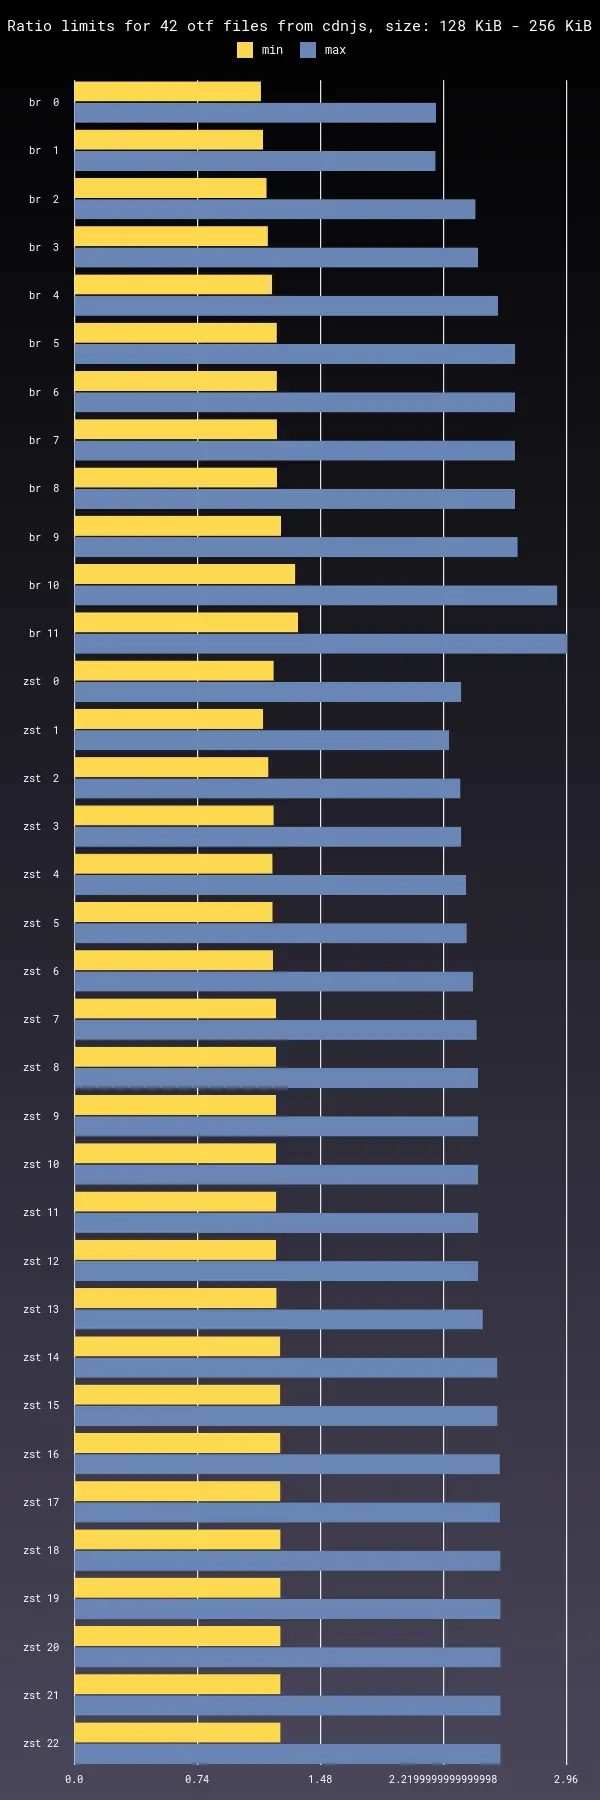 Ratio limits for 42 otf files from cdnjs, size: 128 KiB - 256 KiB
min max
br 0
br 1
br 2
br 3
br 4
br 5
br 6
br 7
br 8
br 9
br 10
br 11
zst 0
zst 1
zst 2
zst 3
zst 4
zst 5
zst 6
zst 7
zst 8
zst 9
zst 10
zst 11
zst 12
zst 13
zst 14
zst 15
zst 16
zst 17
zst 18
zst 19
zst 20
zst 21
zst 22
0.0 0.74 1.48 2.2199999999999998 2.96